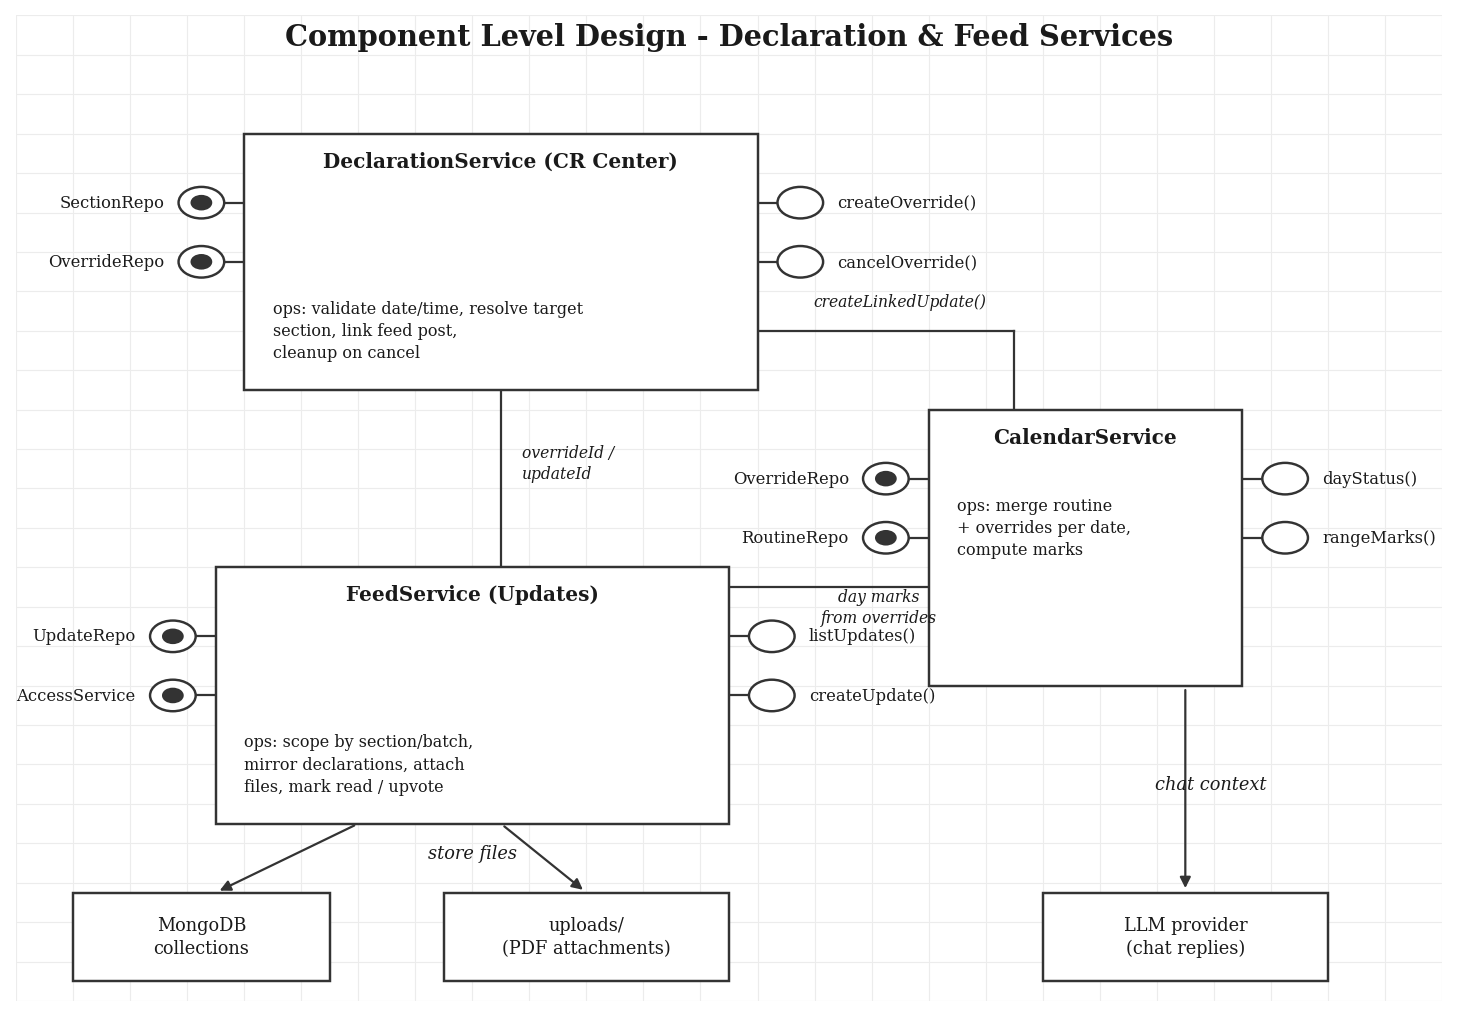 Component Level Design - Declaration & Feed Services
DeclarationService (CR Center)
SectionRepo
OverrideRepo
createOverride()
cancelOverride()
createLinkedUpdate()
ops: validate date/time, resolve target
section, link feed post,
cleanup on cancel
overrideId /
updateId
CalendarService
OverrideRepo
RoutineRepo
dayStatus()
rangeMarks()
ops: merge routine
+ overrides per date,
compute marks
day marks
from overrides
FeedService (Updates)
UpdateRepo
AccessService
listUpdates()
createUpdate()
ops: scope by section/batch,
mirror declarations, attach
files, mark read / upvote
chat context
store files
MongoDB
collections
uploads/
(PDF attachments)
LLM provider
(chat replies)